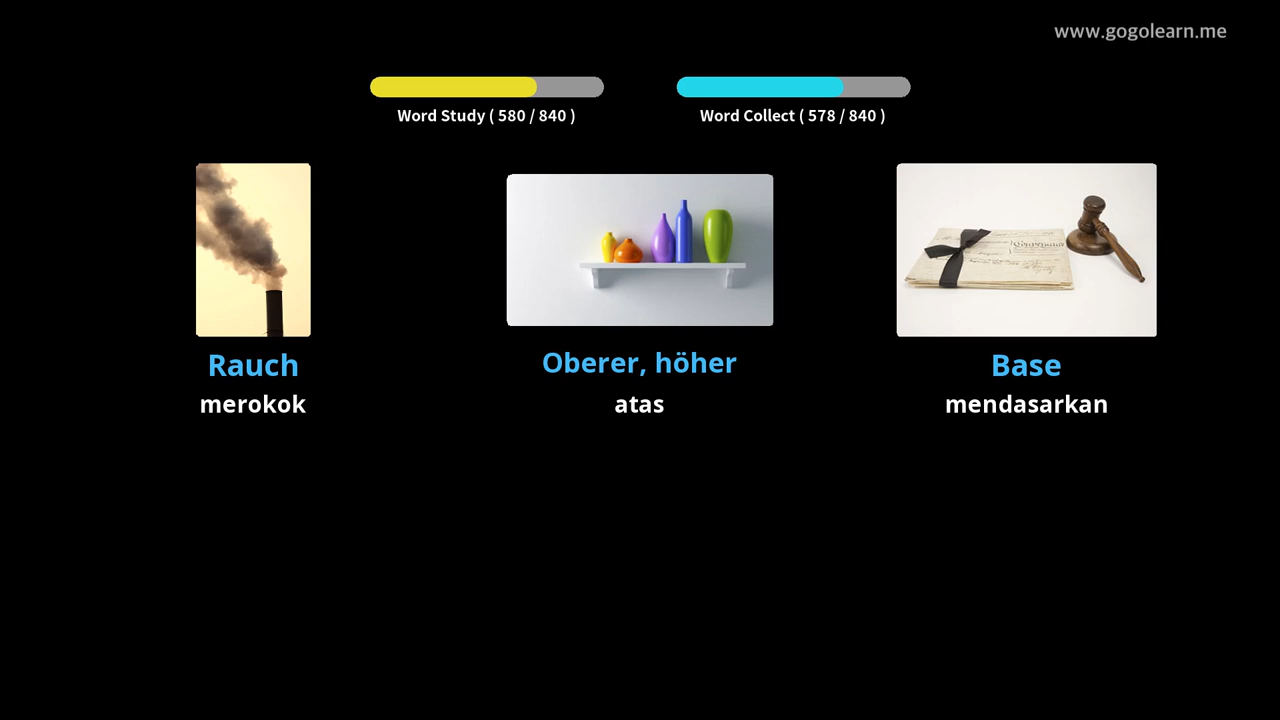 www.gogolearn.me
Word Study ( 580 / 840 )
Word Collect ( 578 / 840 )
Rauch
merokok
Oberer, höher
atas
Base
mendasarkan